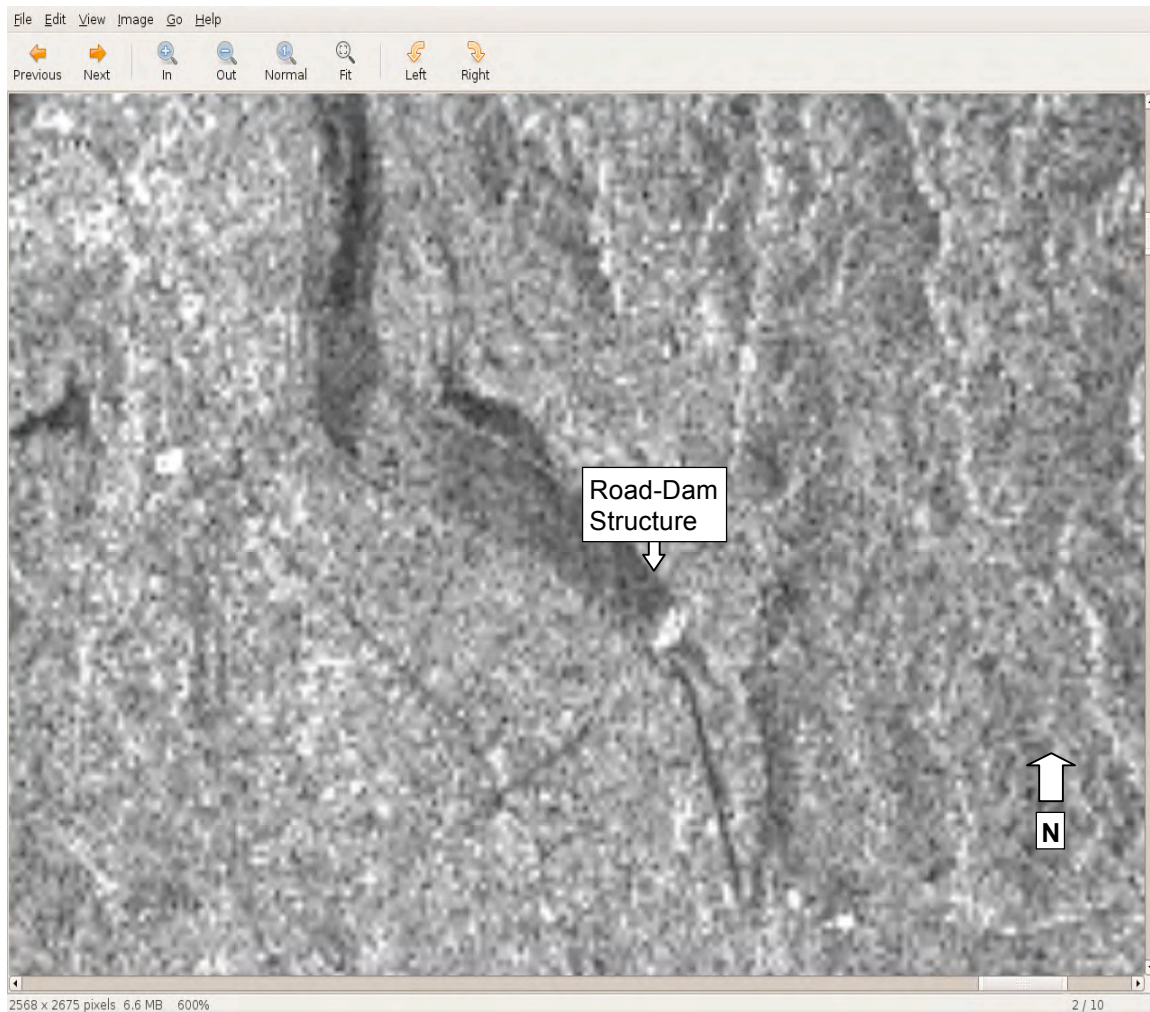 File Edit View Image Go Help
Previous Next In Out Normal Fit Left Right
Road-Dam
Structure
N
2568 x 2675 pixels 6.6 MB 600% 2 / 10